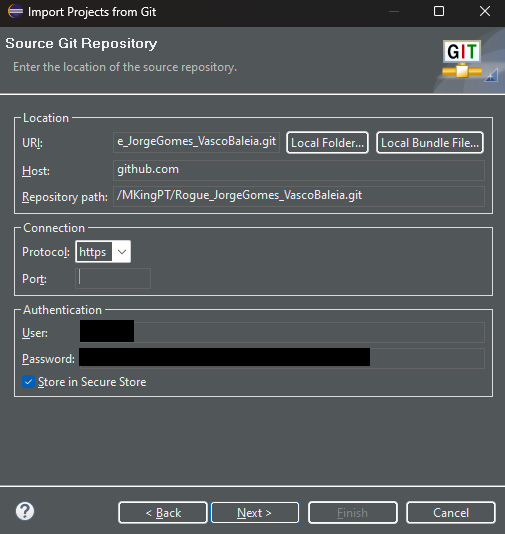 Import Projects from Git
Source Git Repository
Enter the location of the source repository.
GIT
Location
URI: e_JorgeGomes_VascoBaleia.git Local Folder... Local Bundle File...
Host: github.com
Repository path: /MKingPT/Rogue_JorgeGomes_VascoBaleia.git
Connection
Protocol: https
Port:
Authentication
User:
Password:
Store in Secure Store
? < Back Next > Finish Cancel